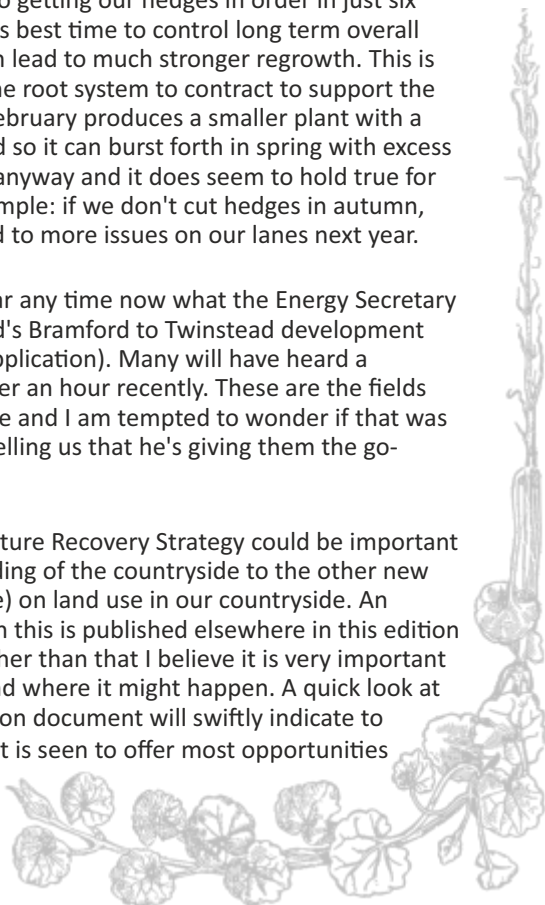 o getting our hedges in order in just six
s best time to control long term overall
n lead to much stronger regrowth. This is
ne root system to contract to support the
ebruary produces a smaller plant with a
d so it can burst forth in spring with excess
anyway and it does seem to hold true for
mple: if we don't cut hedges in autumn,
d to more issues on our lanes next year.
ar any time now what the Energy Secretary
d's Bramford to Twinstead development
pplication). Many will have heard a
er an hour recently. These are the fields
e and I am tempted to wonder if that was
elling us that he's giving them the go-
ture Recovery Strategy could be important
ding of the countryside to the other new
e) on land use in our countryside. An
n this is published elsewhere in this edition
her than that I believe it is very important
nd where it might happen. A quick look at
on document will swiftly indicate to
t is seen to offer most opportunities